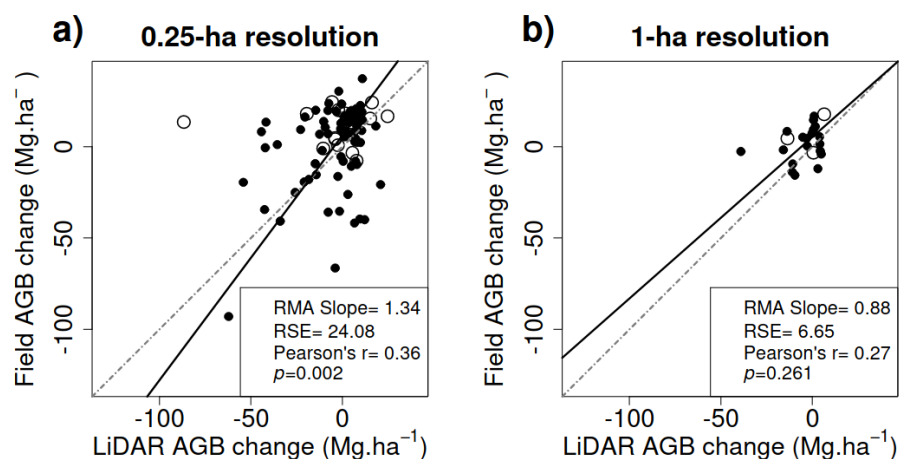 a) 0.25-ha resolution
Field AGB change (Mg.ha⁻ )
0
-50
-100
RMA Slope= 1.34
RSE= 24.08
Pearson's r= 0.36
p=0.002
-100 -50 0
LiDAR AGB change (Mg.ha⁻¹)
b) 1-ha resolution
Field AGB change (Mg.ha⁻ )
0
-50
-100
RMA Slope= 0.88
RSE= 6.65
Pearson's r= 0.27
p=0.261
-100 -50 0
LiDAR AGB change (Mg.ha⁻¹)